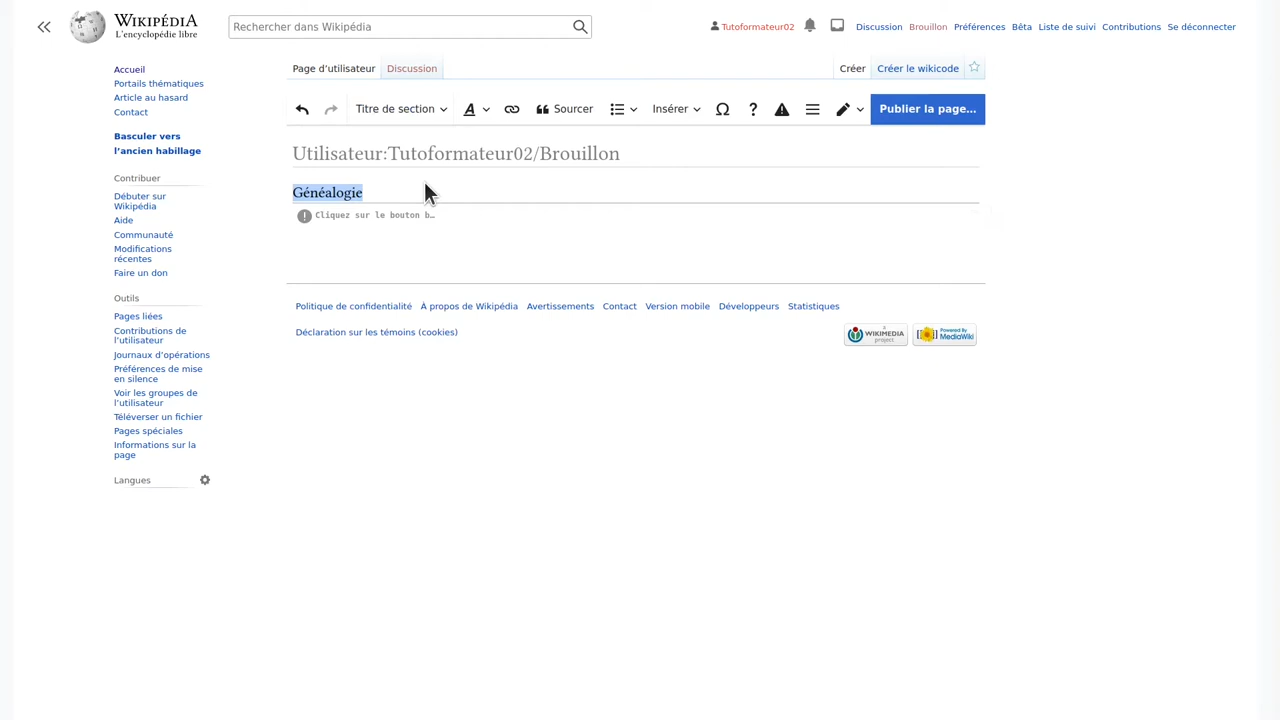 WIKIPÉDIA
L'encyclopédie libre
Rechercher dans Wikipédia
Tutoformateur02 Discussion Brouillon Préférences Bêta Liste de suivi Contributions Se déconnecter
Accueil
Portails thématiques
Article au hasard
Contact
Basculer vers
l'ancien habillage
Contribuer
Débuter sur
Wikipédia
Aide
Communauté
Modifications
récentes
Faire un don
Outils
Pages liées
Contributions de
l'utilisateur
Journaux d'opérations
Préférences de mise
en silence
Voir les groupes de
l'utilisateur
Téléverser un fichier
Pages spéciales
Informations sur la
page
Langues
Page d'utilisateur Discussion Créer Créer le wikicode
Titre de section A Sourcer Insérer Ω ? Publier la page...
Utilisateur:Tutoformateur02/Brouillon
Généalogie
Cliquez sur le bouton b…
Politique de confidentialité À propos de Wikipédia Avertissements Contact Version mobile Développeurs Statistiques
Déclaration sur les témoins (cookies)
A
WIKIMEDIA
project
Powered By
MediaWiki